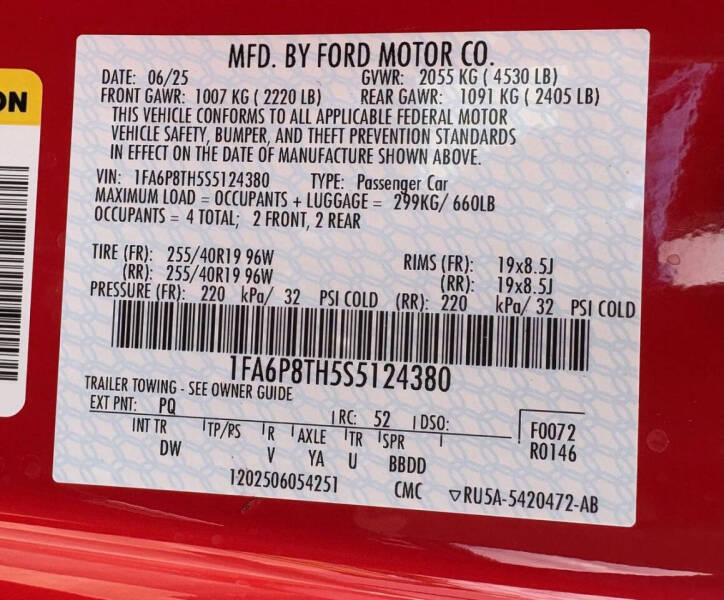 ON
MFD. BY FORD MOTOR CO.
DATE: 06/25 GVWR: 2055 KG ( 4530 LB)
FRONT GAWR: 1007 KG ( 2220 LB) REAR GAWR: 1091 KG ( 2405 LB)
THIS VEHICLE CONFORMS TO ALL APPLICABLE FEDERAL MOTOR
VEHICLE SAFETY, BUMPER, AND THEFT PREVENTION STANDARDS
IN EFFECT ON THE DATE OF MANUFACTURE SHOWN ABOVE.
VIN: 1FA6P8TH5S5124380 TYPE: Passenger Car
MAXIMUM LOAD = OCCUPANTS + LUGGAGE = 299KG/ 660LB
OCCUPANTS = 4 TOTAL; 2 FRONT, 2 REAR
TIRE (FR): 255/40R19 96W RIMS (FR): 19x8.5J
(RR): 255/40R19 96W (RR): 19x8.5J
PRESSURE (FR): 220 kPa/ 32 PSI COLD (RR): 220 kPa/ 32 PSI COLD
1FA6P8TH5S5124380
TRAILER TOWING - SEE OWNER GUIDE
EXT PNT: PQ RC: 52 DSO: F0072
INT TR TP/PS R AXLE TR SPR R0146
DW V YA U BBDD
1202506054251 CMC ▽RU5A-5420472-AB